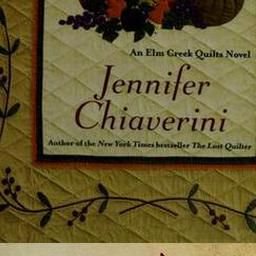 An Elm Creek Quilts Novel
Jennifer
Chiaverini
Author of the New York Times bestseller The Lost Quilter